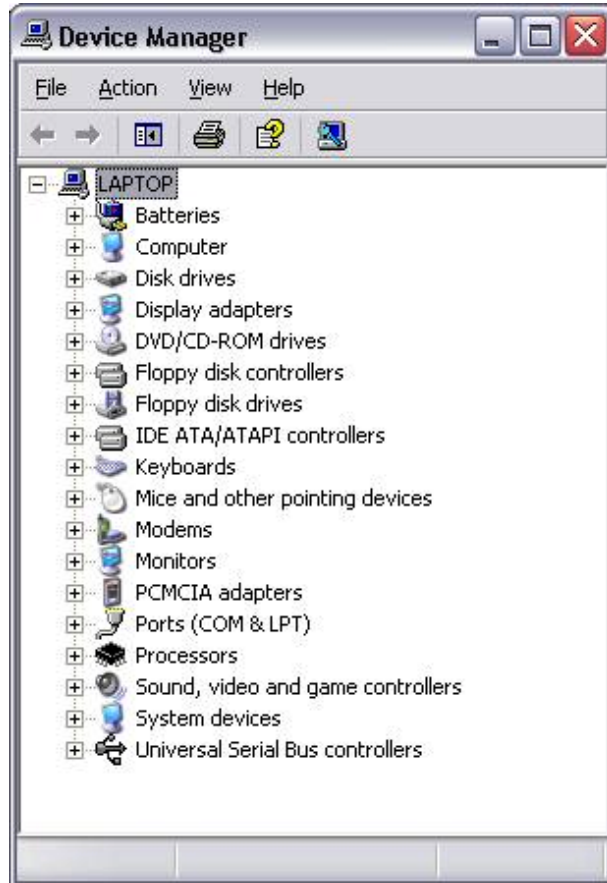 Device Manager
File Action View Help
LAPTOP
Batteries
Computer
Disk drives
Display adapters
DVD/CD-ROM drives
Floppy disk controllers
Floppy disk drives
IDE ATA/ATAPI controllers
Keyboards
Mice and other pointing devices
Modems
Monitors
PCMCIA adapters
Ports (COM & LPT)
Processors
Sound, video and game controllers
System devices
Universal Serial Bus controllers